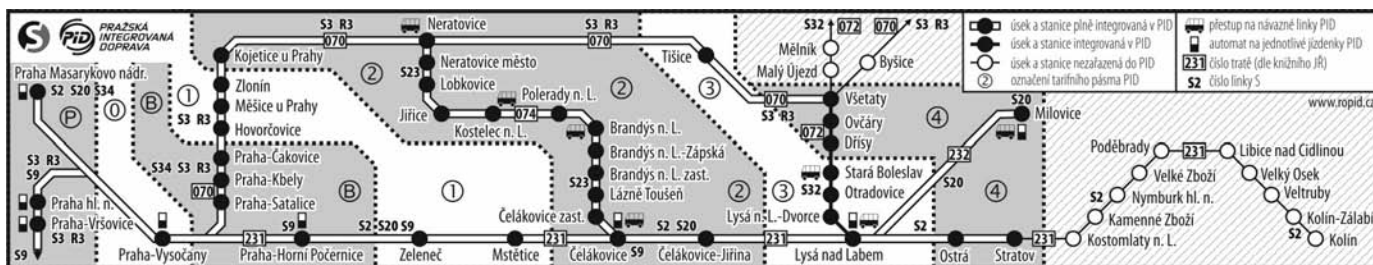 S PID PRAŽSKÁ
INTEGROVANÁ
DOPRAVA
Praha Masarykovo nádr.
S2 S20 S34
P
0
B
1
S3 R3
S9
Praha hl. n.
Praha-Vršovice
S3 R3
S9
Praha-Vysočany
Kojetice u Prahy
Zlonín
Měšice u Prahy
S3 R3
Hovorčovice
Praha-Čakovice
S34 S3 R3
Praha-Kbely
070
Praha-Satalice
231
S9
Praha-Horní Počernice
B
S2 S20 S9
Zeleneč
1
Mstětice
231
S3 R3
070
Neratovice
S3 R3
070
2
S23
Neratovice město
Lobkovice
Jiřice
Kostelec n. L.
Polerady n. L.
074
2
Brandýs n. L.
Brandýs n. L.-Zápská
Brandýs n. L. zast.
S23
Lázně Toušeň
Čelákovice zast.
Čelákovice
S9
S2 S20
Čelákovice-Jiřina
2
231
Tišice
3
070
S3 R3
S32 072 070 S3 R3
Mělník
Malý Újezd
Byšice
Všetaty
Ovčáry
072
Dřísy
Stará Boleslav
S32
Otradovice
3
Lysá n. L.-Dvorce
Lysá nad Labem
4
S20
Milovice
232
S20
4
S2
Ostrá
Stratov
231
Kostomlaty n. L.
Kamenné Zboží
S2
Nymburk hl. n.
Velké Zboží
Poděbrady
231
Libice nad Cidlinou
Velký Osek
Veltruby
Kolín-Zálabí
S2
Kolín
úsek a stanice plně integrovaná v PID
úsek a stanice integrovaná v PID
úsek a stanice nezařazená do PID
2 označení tarifního pásma PID
přestup na návazné linky PID
automat na jednotlivé jízdenky PID
231 číslo tratě (dle knižního JŘ)
S2 číslo linky S
www.ropid.cz